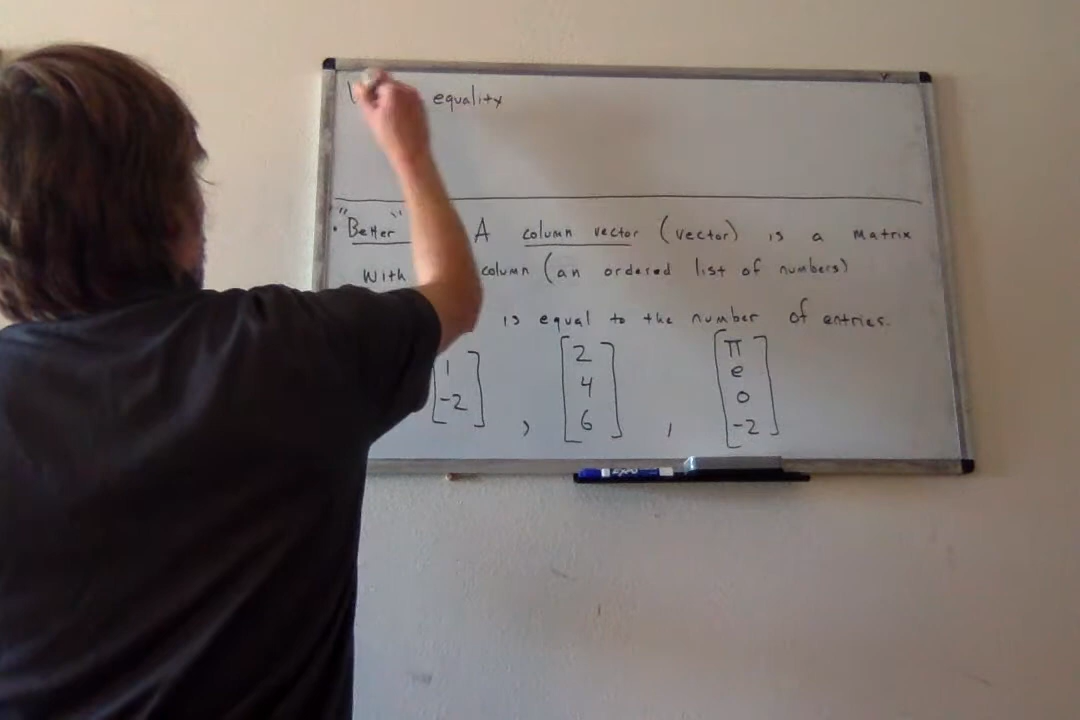 equality
"Better" A column vector (vector) is a matrix
with column (an ordered list of numbers)
is equal to the number of entries.
[1 -2] , [2 4 6] , [π e 0 -2]
EXPO